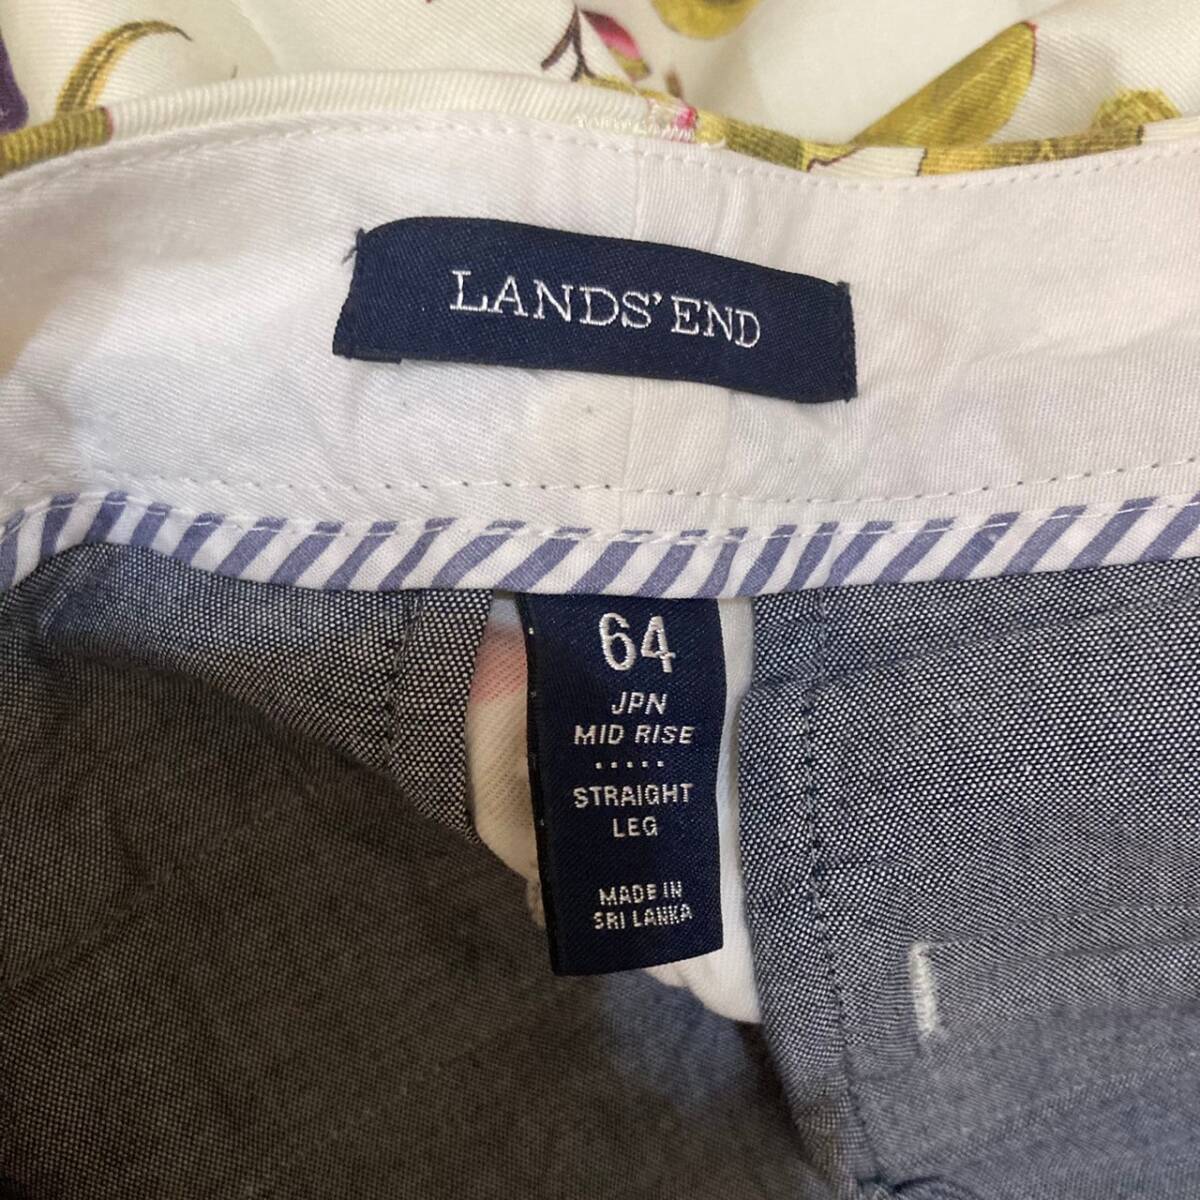 LANDS' END
64
JPN
MID RISE
STRAIGHT
LEG
MADE IN
SRI LANKA